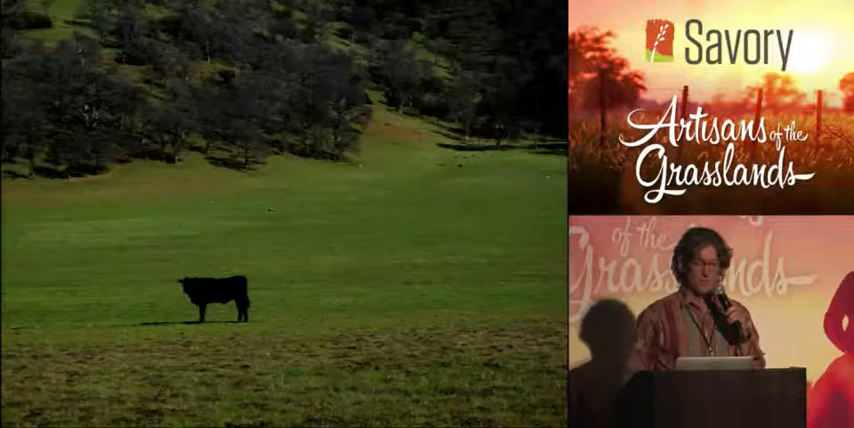 Savory
Artisans of the
Grasslands
of the
Grasslands